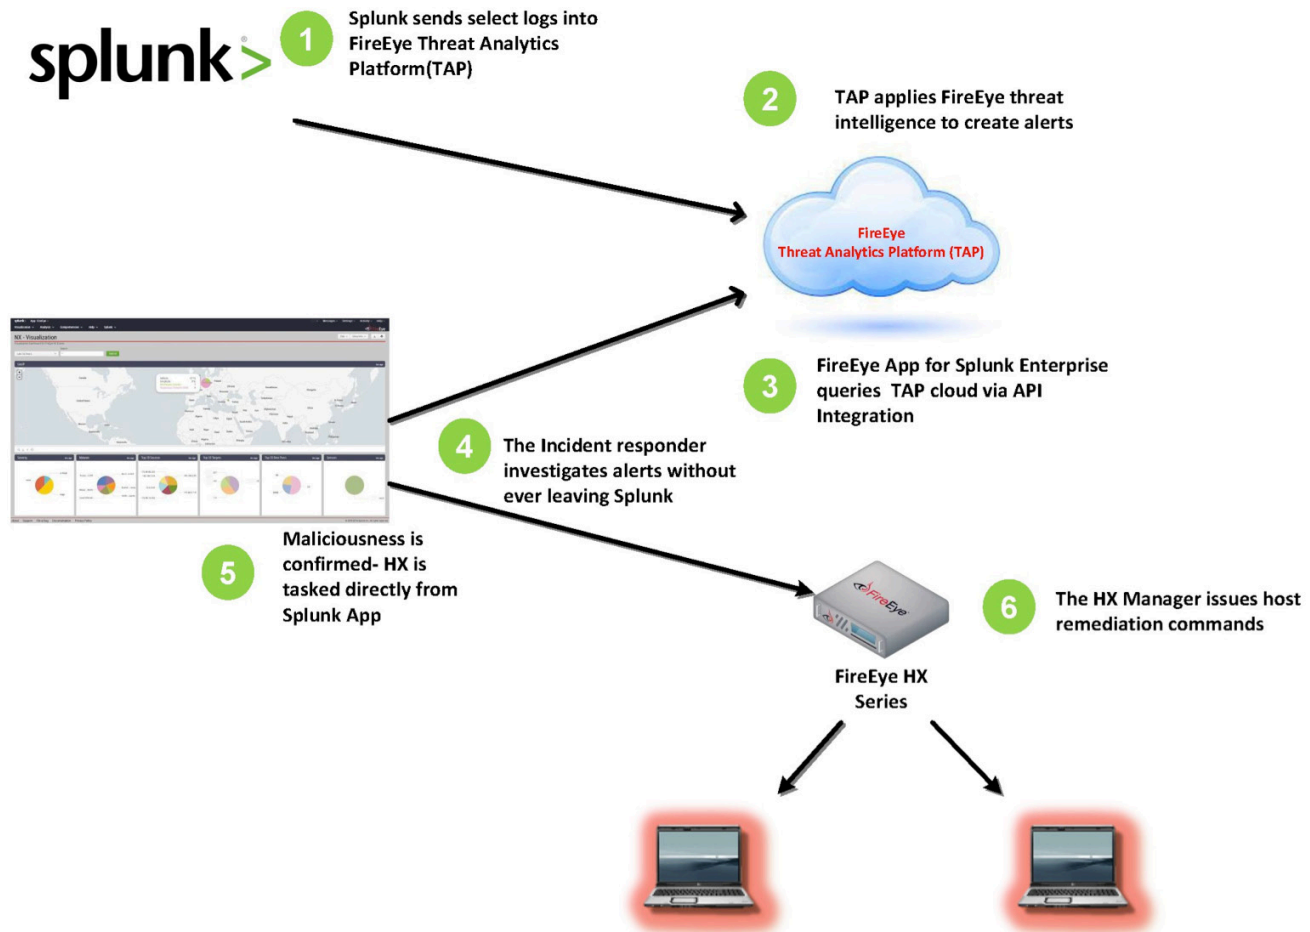 splunk>
1
Splunk sends select logs into
FireEye Threat Analytics
Platform(TAP)
2
TAP applies FireEye threat
intelligence to create alerts
FireEye
Threat Analytics Platform (TAP)
NX - Visualization
3
FireEye App for Splunk Enterprise
queries TAP cloud via API
Integration
4
The Incident responder
investigates alerts without
ever leaving Splunk
5
Maliciousness is
confirmed- HX is
tasked directly from
Splunk App
FireEye
6
The HX Manager issues host
remediation commands
FireEye HX
Series